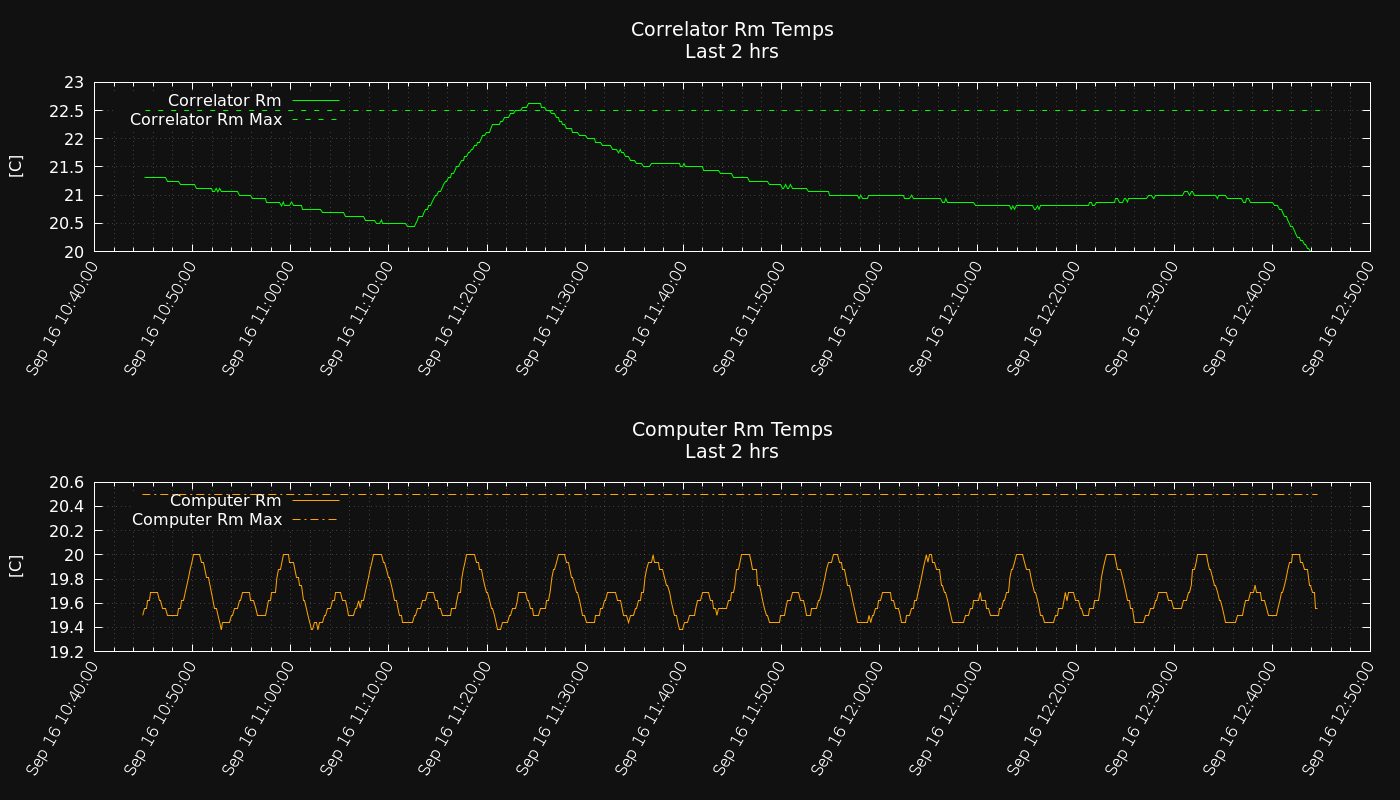 Correlator Rm Temps
Last 2 hrs
23
22.5
22
21.5
21
20.5
20
[C]
Correlator Rm
Correlator Rm Max
Sep 16 10:40:00
Sep 16 10:50:00
Sep 16 11:00:00
Sep 16 11:10:00
Sep 16 11:20:00
Sep 16 11:30:00
Sep 16 11:40:00
Sep 16 11:50:00
Sep 16 12:00:00
Sep 16 12:10:00
Sep 16 12:20:00
Sep 16 12:30:00
Sep 16 12:40:00
Sep 16 12:50:00
Computer Rm Temps
Last 2 hrs
20.6
20.4
20.2
20
19.8
19.6
19.4
19.2
[C]
Computer Rm
Computer Rm Max
Sep 16 10:40:00
Sep 16 10:50:00
Sep 16 11:00:00
Sep 16 11:10:00
Sep 16 11:20:00
Sep 16 11:30:00
Sep 16 11:40:00
Sep 16 11:50:00
Sep 16 12:00:00
Sep 16 12:10:00
Sep 16 12:20:00
Sep 16 12:30:00
Sep 16 12:40:00
Sep 16 12:50:00